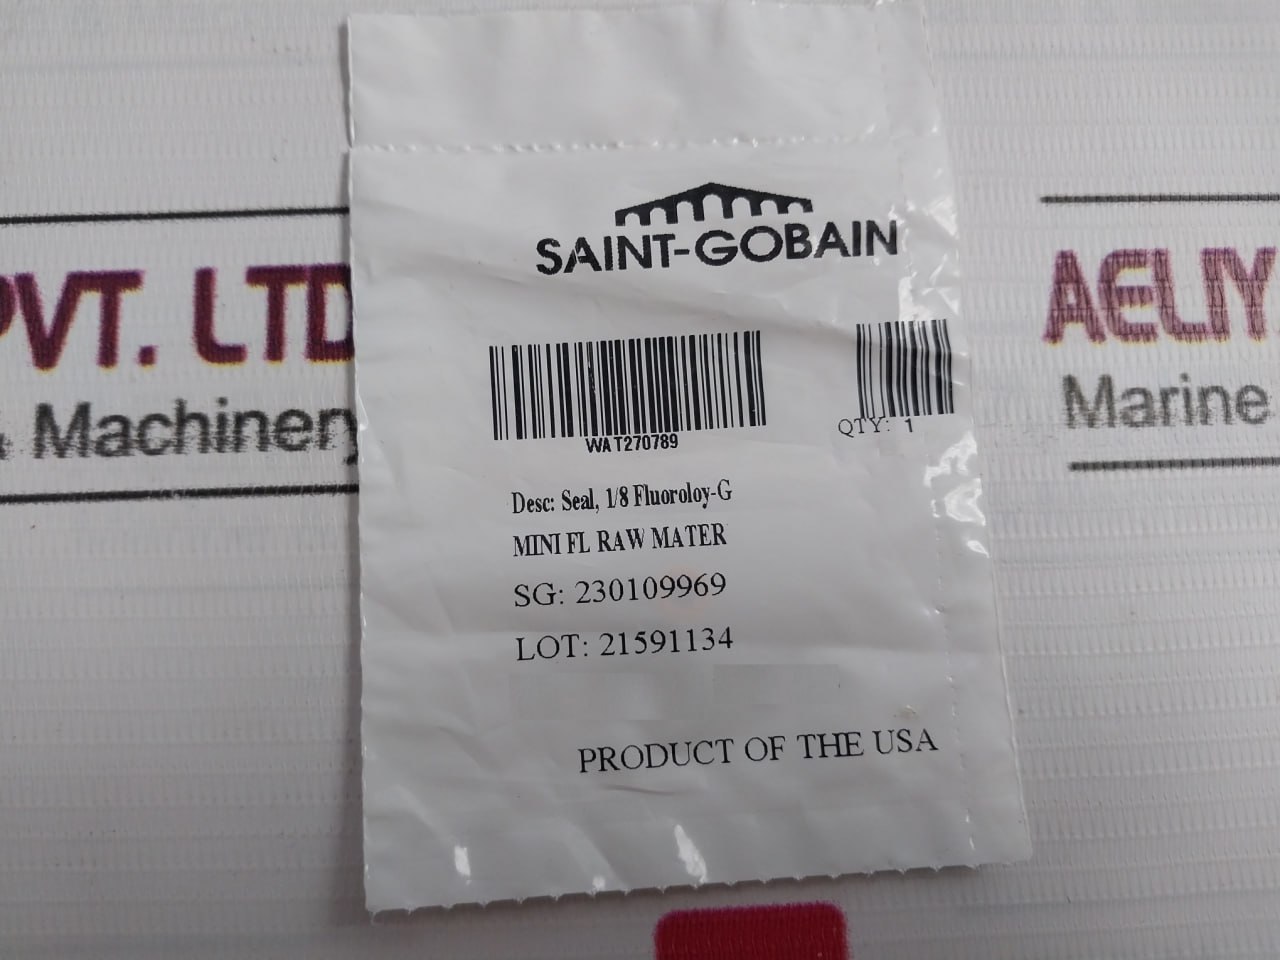 SAINT-GOBAIN
WAT270789
QTY: 1
Desc: Seal, 1/8 Fluoroloy-G
MINI FL RAW MATER
SG: 230109969
LOT: 21591134
PRODUCT OF THE USA
PVT. LTD
& Machinery
AELIY
Marine